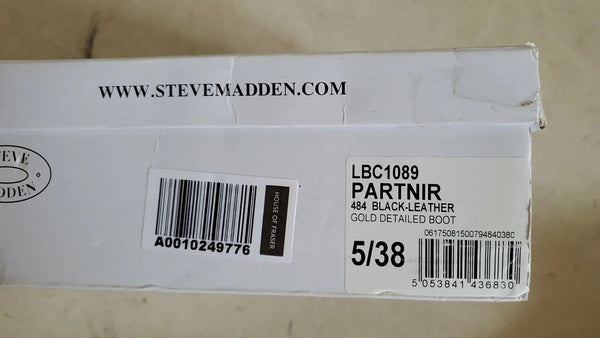 WWW.STEVEMADDEN.COM
STEVE
MADDEN
A0010249776
HOUSE OF FRASER
LBC1089
PARTNIR
484 BLACK-LEATHER
GOLD DETAILED BOOT
06175081500794840380
5/38
5 053841 436830